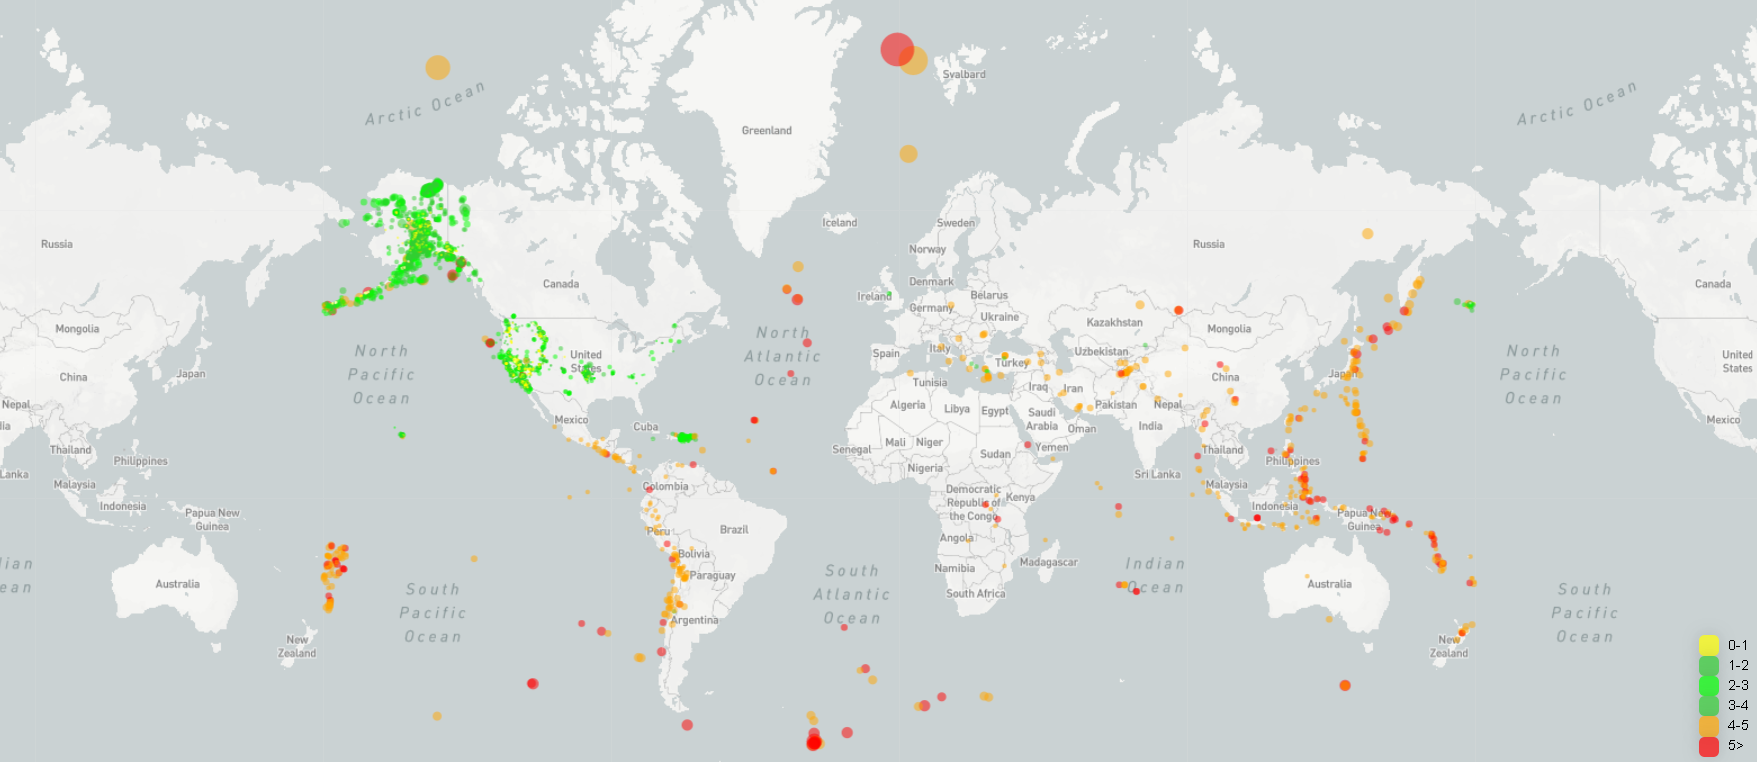 Arctic Ocean
Arctic Ocean
Svalbard
Greenland
Iceland
Sweden
Norway
Russia
Russia
Canada
Canada
Denmark
Ireland
Belarus
Germany
Ukraine
Kazakhstan
Mongolia
Mongolia
North
Pacific
Ocean
North
Atlantic
Ocean
North
Pacific
Ocean
United
States
United
States
Spain
Italy
Turkey
Uzbekistan
China
China
Japan
Japan
Tunisia
Iraq
Iran
Nepal
Pakistan
Nepal
Algeria
Libya
Egypt
Saudi
Arabia
Oman
India
dia
Mexico
Mexico
Cuba
Senegal
Mali
Niger
Sudan
Yemen
Thailand
Thailand
Philippines
Philippines
Lanka
Sri Lanka
Nigeria
Malaysia
Malaysia
Colombia
Democratic
Republic of
the Congo
Kenya
Indonesia
Indonesia
Papua New
Guinea
Papua New
Guinea
Peru
Brazil
Angola
Bolivia
Madagascar
Namibia
Paraguay
South Africa
Australia
Australia
dian
ean
Indian
Ocean
South
Pacific
Ocean
South
Atlantic
Ocean
South
Pacific
Ocean
Argentina
New
Zealand
New
Zealand
0-1
1-2
2-3
3-4
4-5
5>